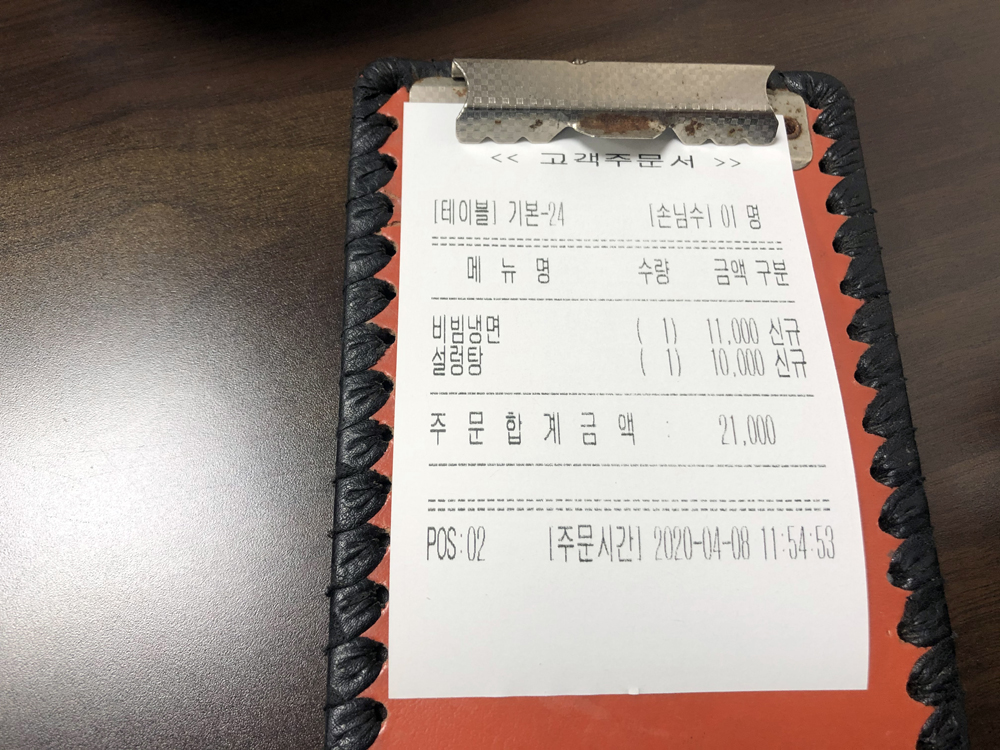 << 고객주문서 >>
[테이블] 기본-24 [손님수] 01 명
메 뉴 명 수량 금액 구분
비빔냉면 ( 1) 11,000 신규
설렁탕 ( 1) 10,000 신규
주 문 합 계 금 액 : 21,000
POS:02 [주문시간] 2020-04-08 11:54:53